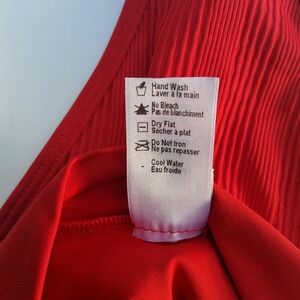 Hand Wash
Laver à la main
No Bleach
Pas de blanchiment
Dry Flat
Sécher à plat
Do Not Iron
Ne pas repasser
- Cool Water
Eau froide